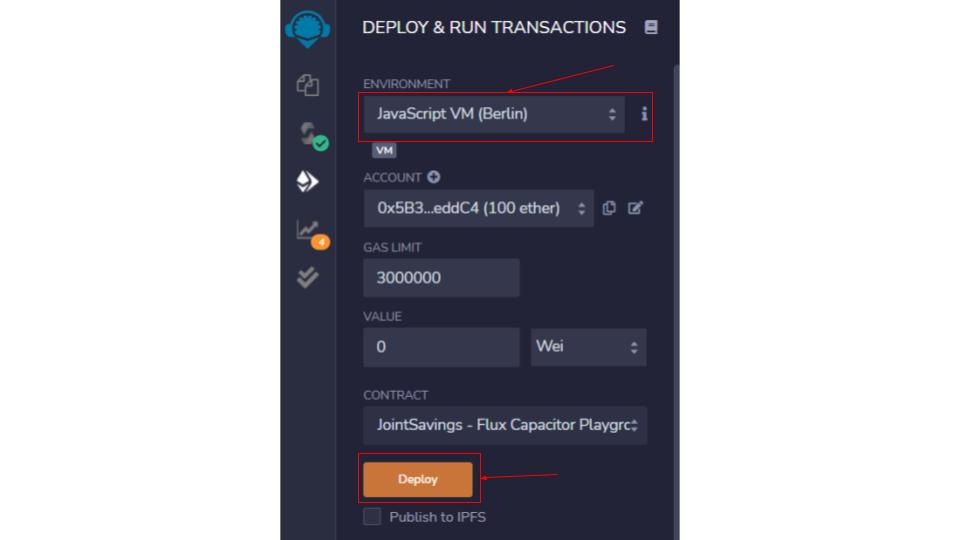 DEPLOY & RUN TRANSACTIONS
ENVIRONMENT
JavaScript VM (Berlin)
VM
ACCOUNT
0x5B3...eddC4 (100 ether)
GAS LIMIT
3000000
VALUE
0 Wei
4
CONTRACT
JointSavings - Flux Capacitor Playgrc
Deploy
Publish to IPFS